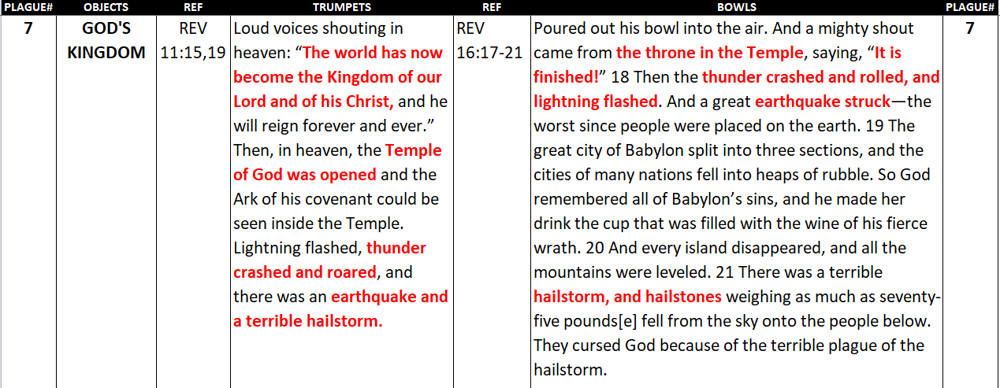 PLAGUE# OBJECTS REF TRUMPETS REF BOWLS PLAGUE#
7
GOD'S
KINGDOM
REV
11:15,19
Loud voices shouting in
heaven: “The world has now
become the Kingdom of our
Lord and of his Christ, and he
will reign forever and ever.”
Then, in heaven, the Temple
of God was opened and the
Ark of his covenant could be
seen inside the Temple.
Lightning flashed, thunder
crashed and roared, and
there was an earthquake and
a terrible hailstorm.
REV
16:17-21
Poured out his bowl into the air. And a mighty shout
came from the throne in the Temple, saying, “It is
finished!” 18 Then the thunder crashed and rolled, and
lightning flashed. And a great earthquake struck—the
worst since people were placed on the earth. 19 The
great city of Babylon split into three sections, and the
cities of many nations fell into heaps of rubble. So God
remembered all of Babylon’s sins, and he made her
drink the cup that was filled with the wine of his fierce
wrath. 20 And every island disappeared, and all the
mountains were leveled. 21 There was a terrible
hailstorm, and hailstones weighing as much as seventy-
five pounds[e] fell from the sky onto the people below.
They cursed God because of the terrible plague of the
hailstorm.
7